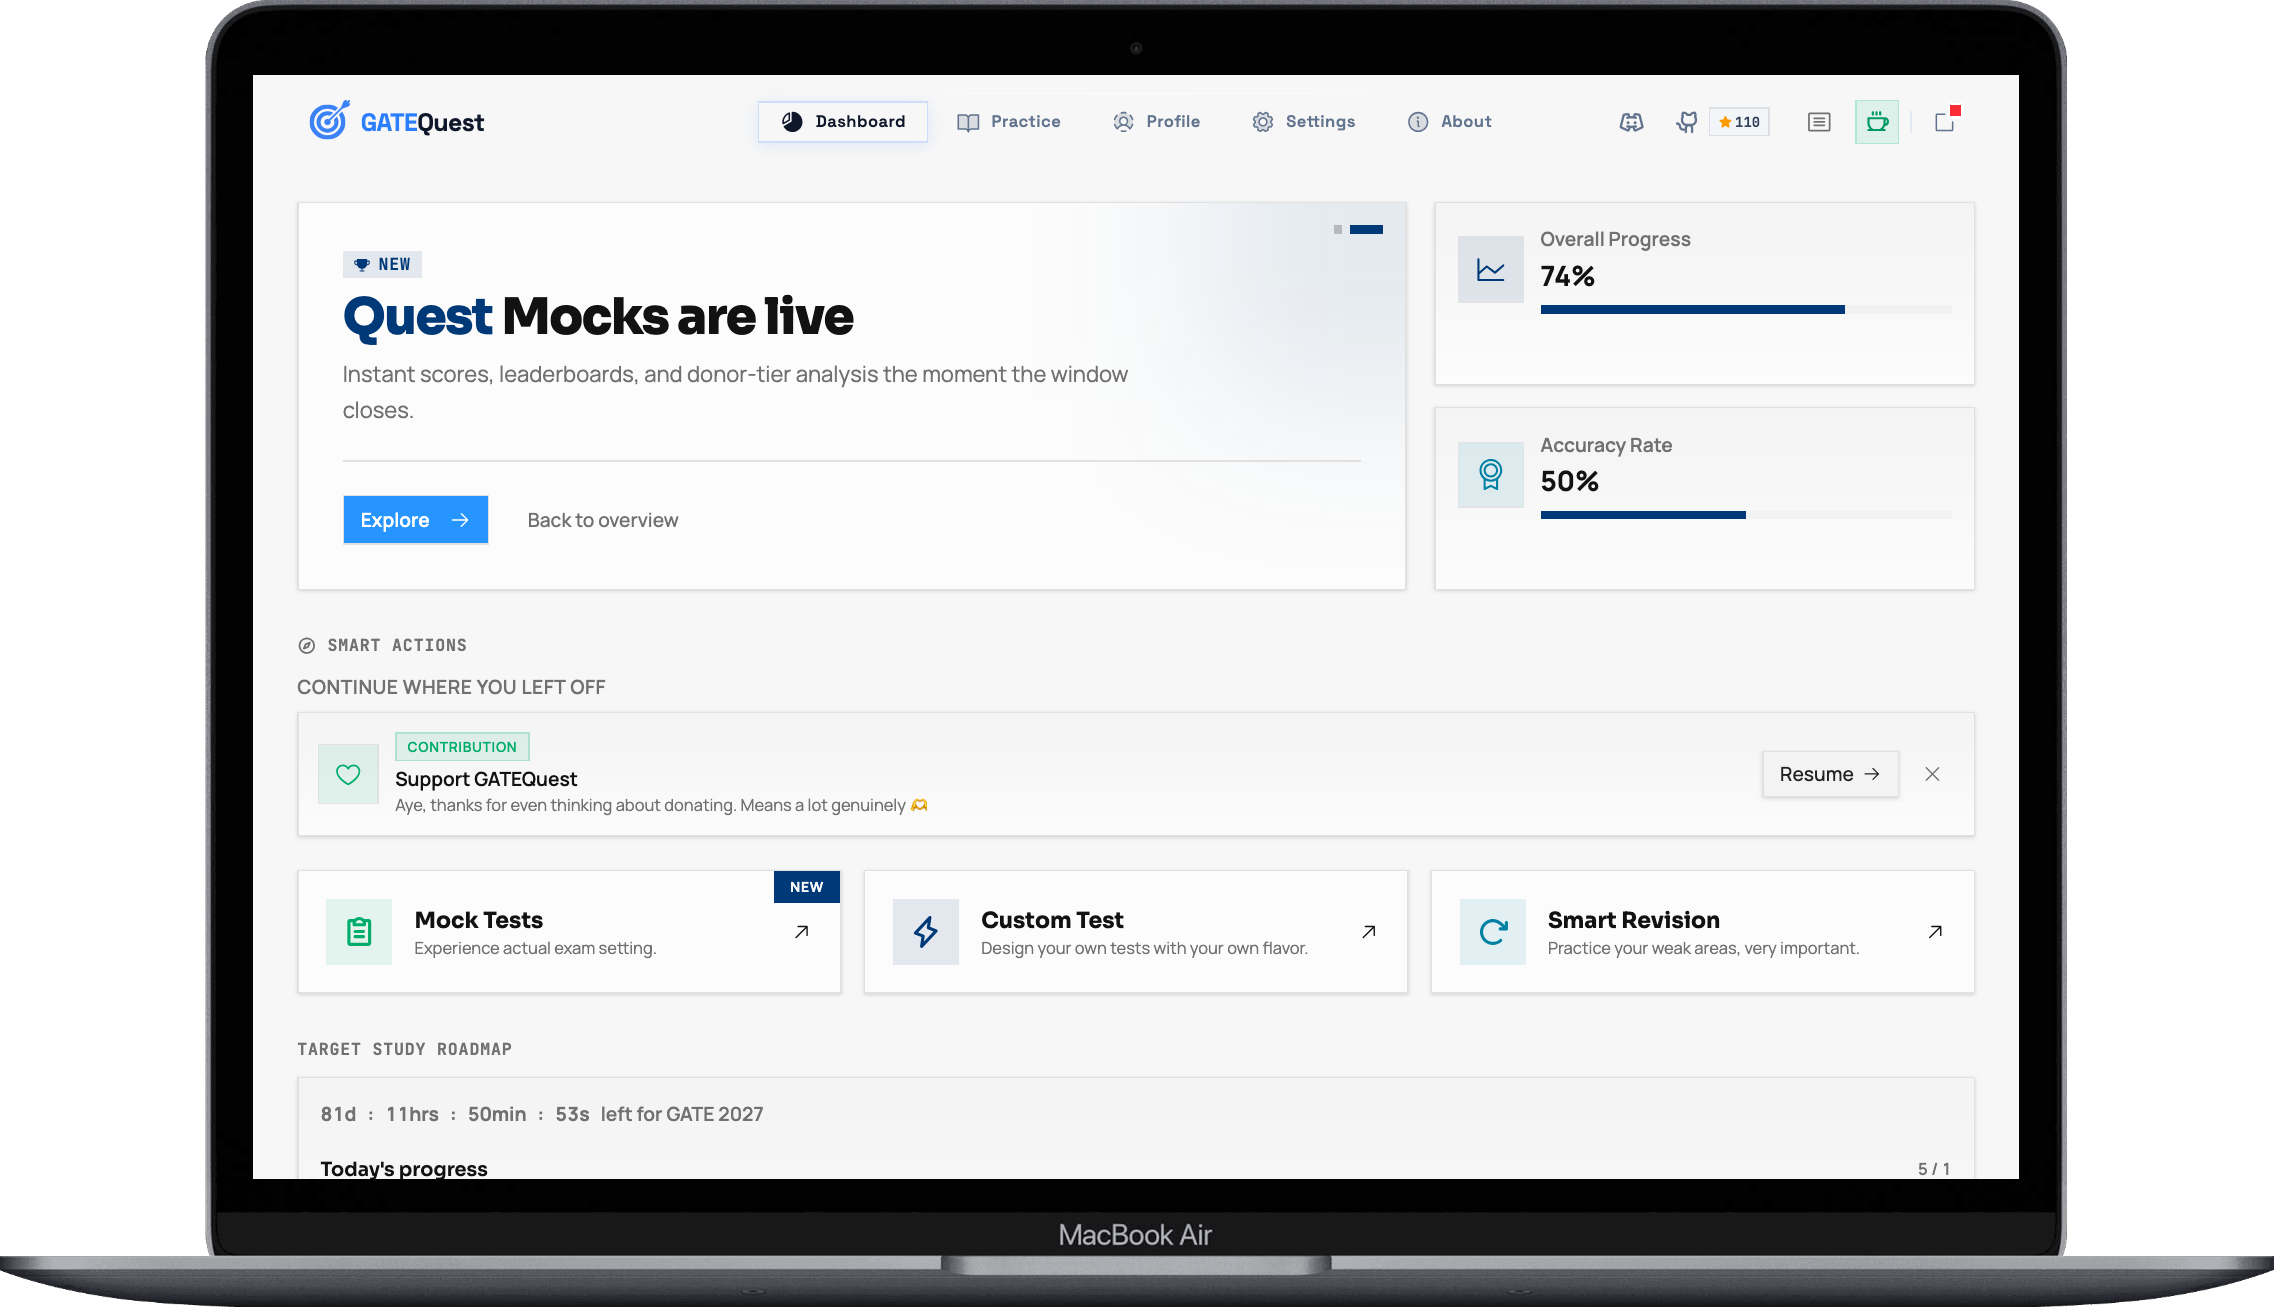 GATEQuest
Dashboard
Practice
Profile
Settings
About
110
NEW
Quest Mocks are live
Instant scores, leaderboards, and donor-tier analysis the moment the window
closes.
Explore
Back to overview
Overall Progress
74%
Accuracy Rate
50%
SMART ACTIONS
CONTINUE WHERE YOU LEFT OFF
CONTRIBUTION
Support GATEQuest
Aye, thanks for even thinking about donating. Means a lot genuinely 🫶
Resume
NEW
Mock Tests
Experience actual exam setting.
Custom Test
Design your own tests with your own flavor.
Smart Revision
Practice your weak areas, very important.
TARGET STUDY ROADMAP
81d : 11hrs : 50min : 53s left for GATE 2027
Today's progress
5 / 1
MacBook Air